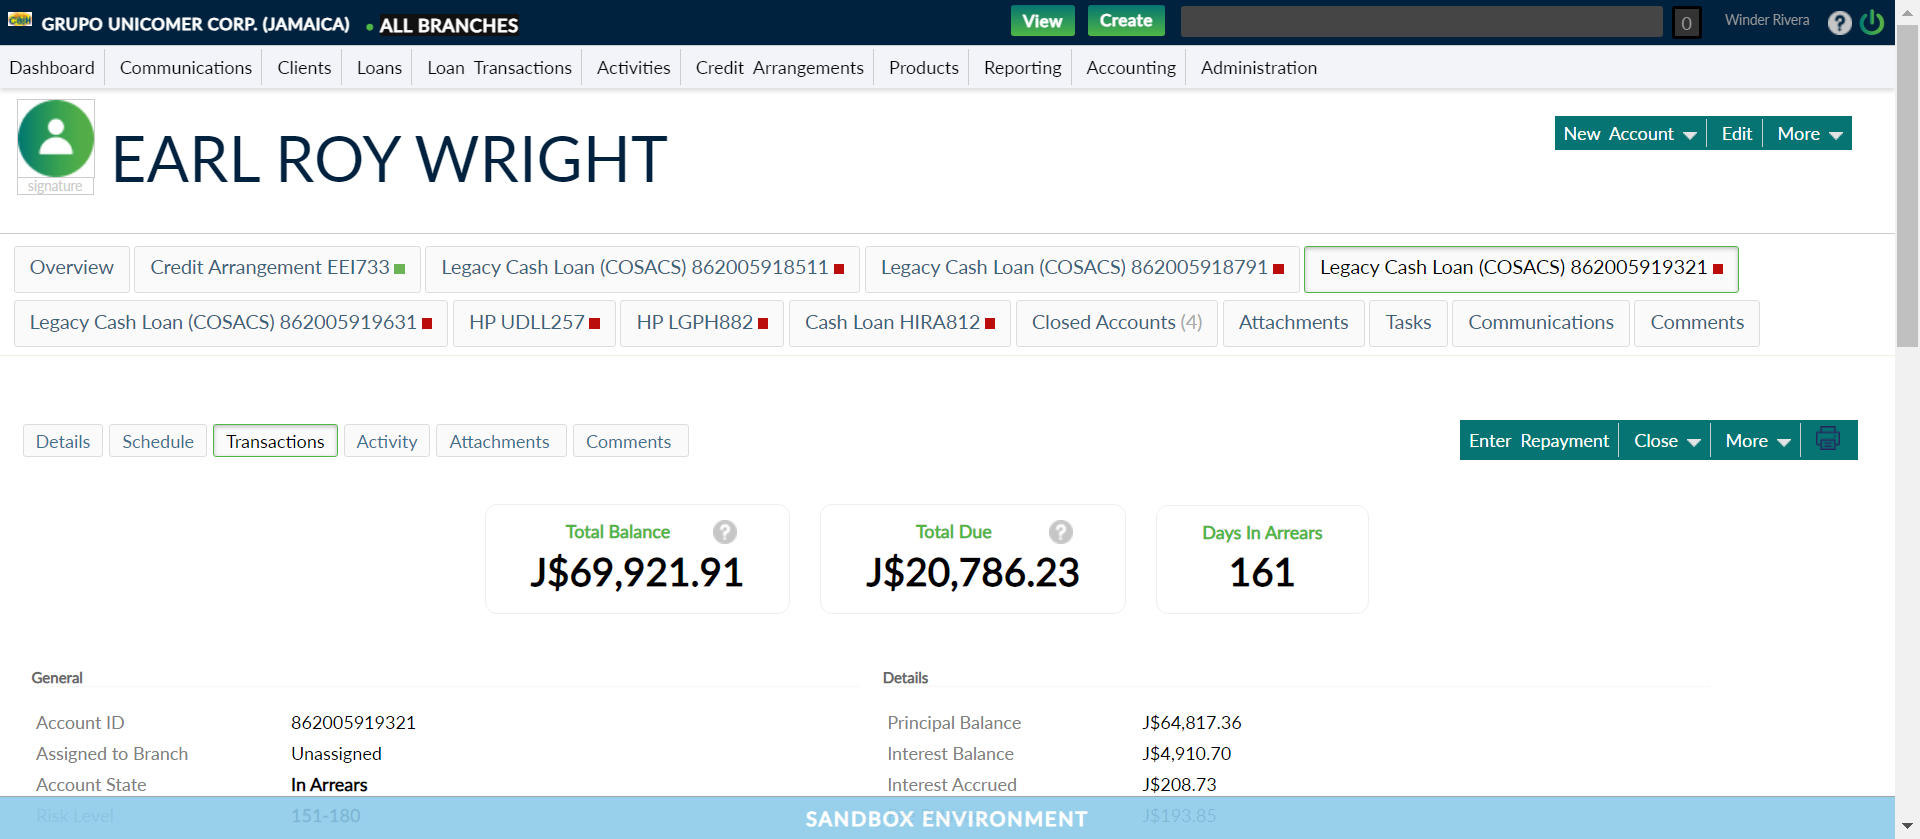 CASH GRUPO UNICOMER CORP. (JAMAICA) • ALL BRANCHES View Create 0 Winder Rivera ?
Dashboard Communications Clients Loans Loan Transactions Activities Credit Arrangements Products Reporting Accounting Administration
signature
EARL ROY WRIGHT
New Account Edit More
Overview Credit Arrangement EEI733 Legacy Cash Loan (COSACS) 862005918511 Legacy Cash Loan (COSACS) 862005918791 Legacy Cash Loan (COSACS) 862005919321
Legacy Cash Loan (COSACS) 862005919631 HP UDLL257 HP LGPH882 Cash Loan HIRA812 Closed Accounts (4) Attachments Tasks Communications Comments
Details Schedule Transactions Activity Attachments Comments Enter Repayment Close More
Total Balance ? Total Due ? Days In Arrears
J$69,921.91 J$20,786.23 161
General Details
Account ID 862005919321 Principal Balance J$64,817.36
Assigned to Branch Unassigned Interest Balance J$4,910.70
Account State In Arrears Interest Accrued J$208.73
Risk Level 151-180 J$193.85
SANDBOX ENVIRONMENT